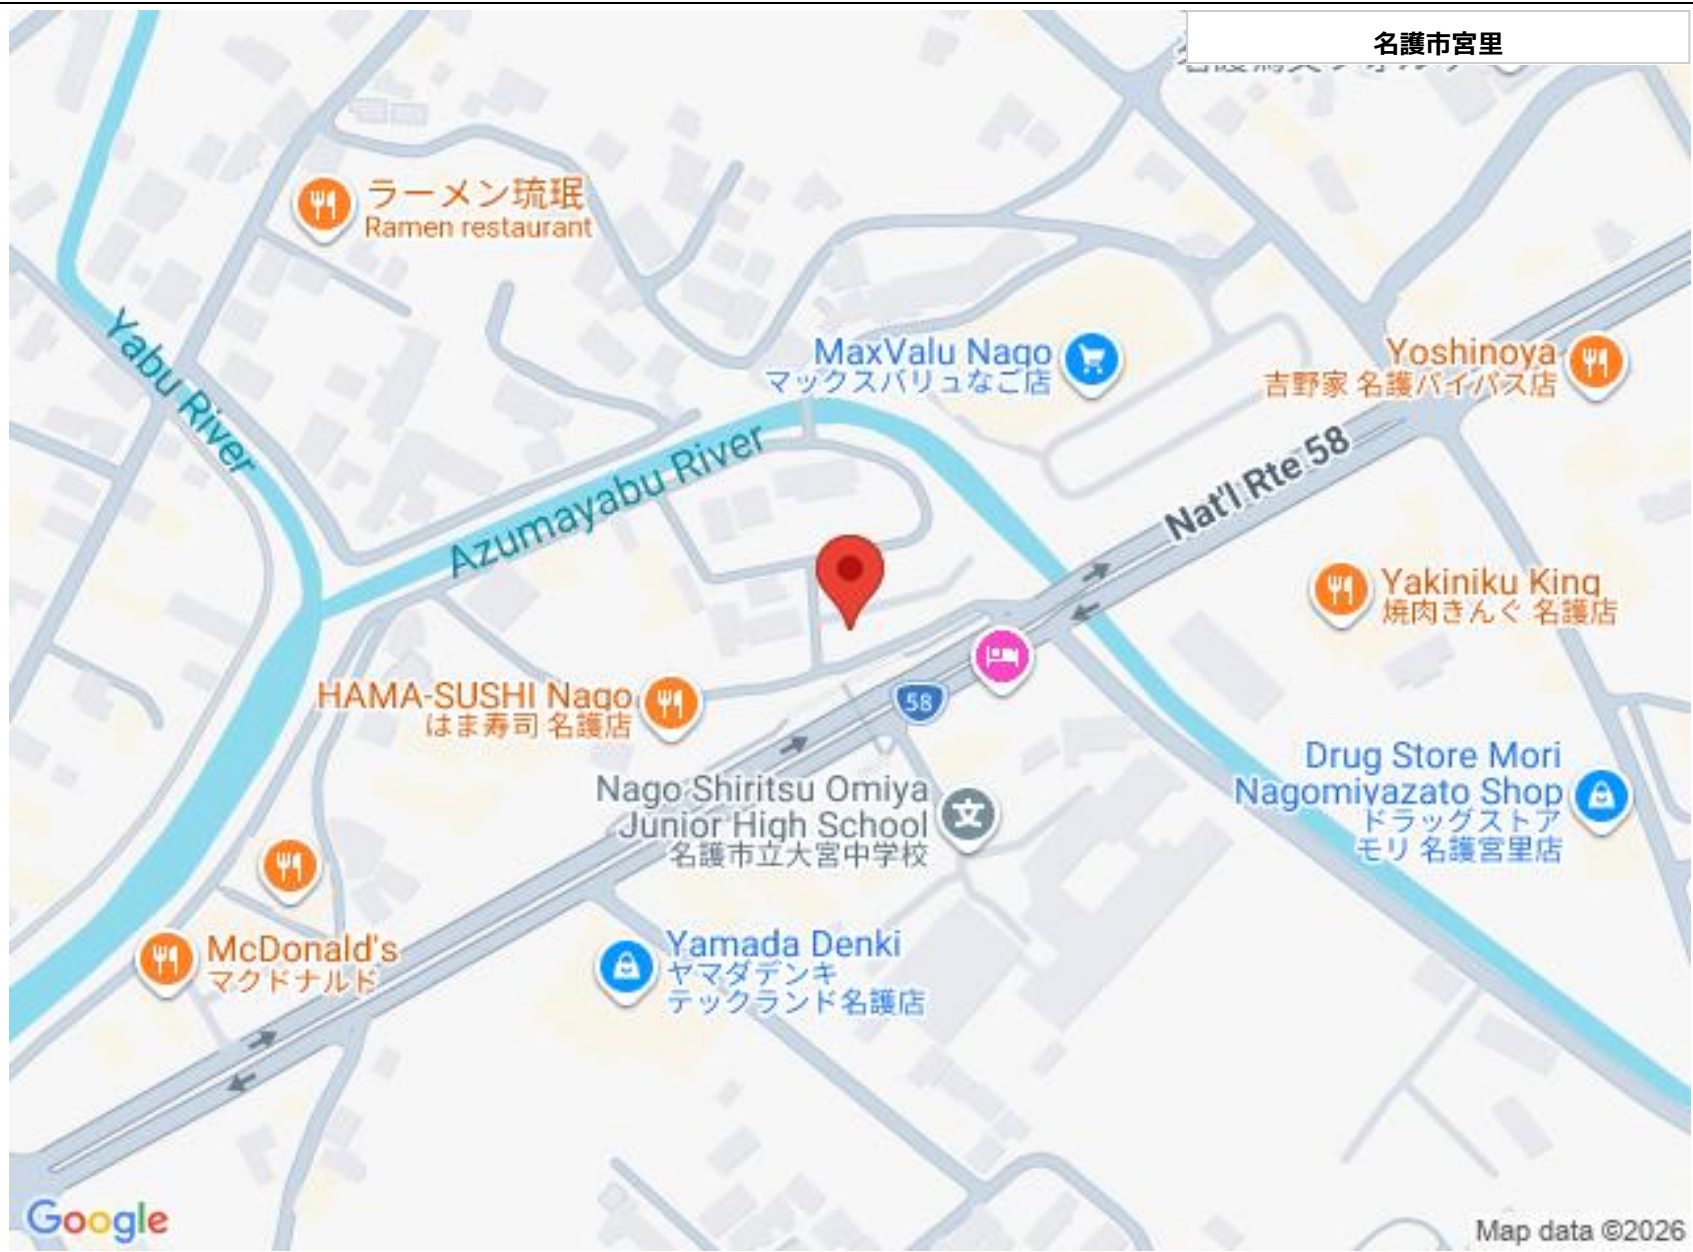 名護市宮里
ラーメン琉珉
Ramen restaurant
Yabu River
MaxValu Nago
マックスバリュなご店
Yoshinoya
吉野家 名護バイパス店
Azumayabu River
Nat'l Rte 58
Yakiniku King
焼肉きんぐ 名護店
HAMA-SUSHI Nago
はま寿司 名護店
58
Nago Shiritsu Omiya
Junior High School
名護市立大宮中学校
文
Drug Store Mori
Nagomiyazato Shop
ドラッグストア
モリ 名護宮里店
McDonald's
マクドナルド
Yamada Denki
ヤマダデンキ
テックランド名護店
Google
Map data ©2026